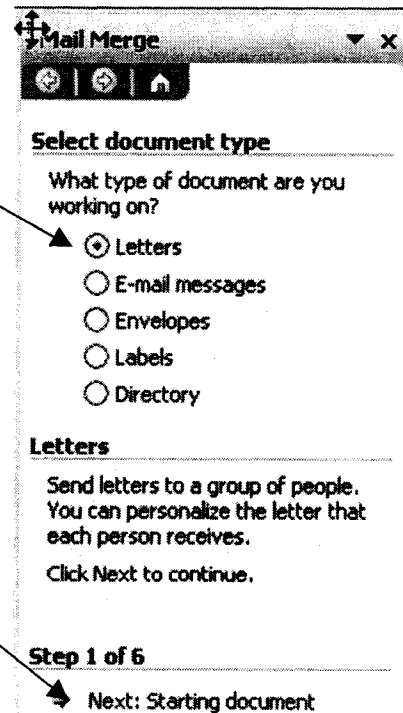 Mail Merge
Select document type
What type of document are you
working on?
Letters
E-mail messages
Envelopes
Labels
Directory
Letters
Send letters to a group of people.
You can personalize the letter that
each person receives.
Click Next to continue.
Step 1 of 6
Next: Starting document